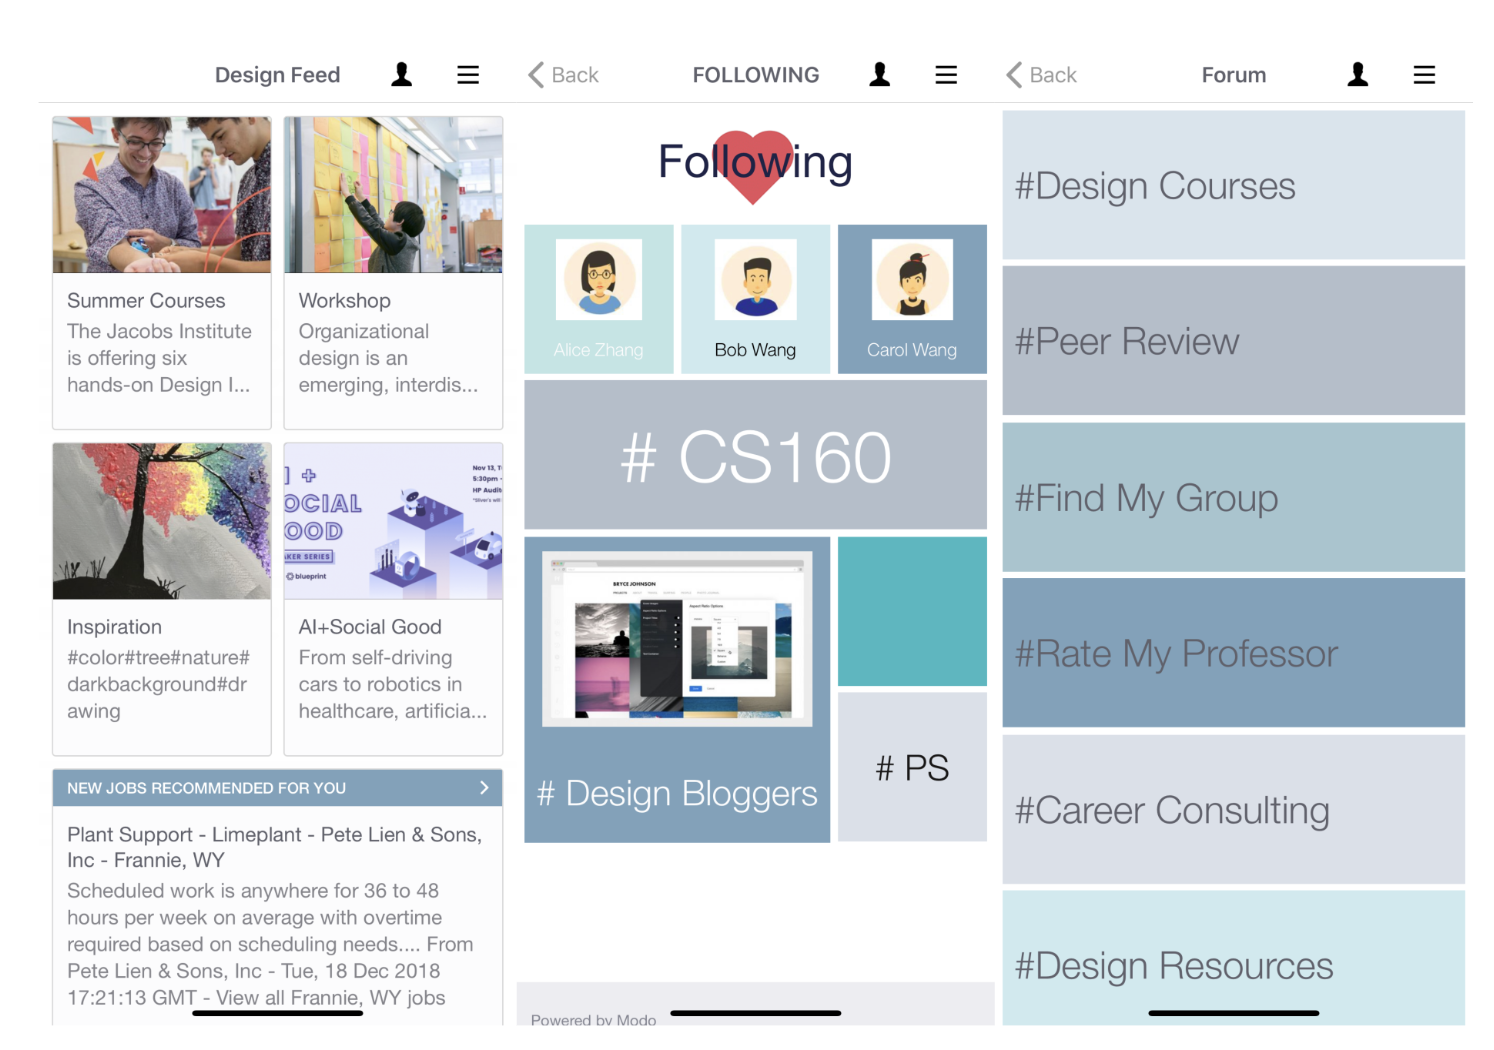 Design Feed
Summer Courses
The Jacobs Institute
is offering six
hands-on Design I...
Workshop
Organizational
design is an
emerging, interdis...
Nov 13, T
5:30pm -
HP Audit
I +
OCIAL
OOD
AKER SERIES
blueprint
Inspiration
#color#tree#nature#
darkbackground#dr
awing
AI+Social Good
From self-driving
cars to robotics in
healthcare, artificia...
NEW JOBS RECOMMENDED FOR YOU
Plant Support - Limeplant - Pete Lien & Sons,
Inc - Frannie, WY
Scheduled work is anywhere for 36 to 48
hours per week on average with overtime
required based on scheduling needs.... From
Pete Lien & Sons, Inc - Tue, 18 Dec 2018
17:21:13 GMT - View all Frannie, WY jobs
Back
FOLLOWING
Following
Alice Zhang
Bob Wang
Carol Wang
# CS160
BRYCE JOHNSON
Aspect Ratio Options
# Design Bloggers
# PS
Powered by Modo
Back
Forum
#Design Courses
#Peer Review
#Find My Group
#Rate My Professor
#Career Consulting
#Design Resources